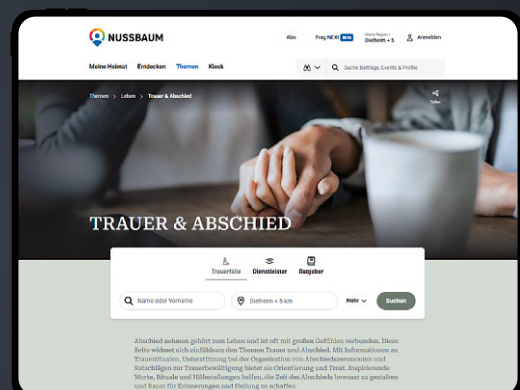 NUSSBAUM
Abo
Frag NEXI BETA
Meine Region
Dielheim + 5
Anmelden
Meine Heimat Entdecken Themen Kiosk
Suche Beiträge, Events & Profile
Themen > Leben > Trauer & Abschied
Teilen
TRAUER & ABSCHIED
Trauerfälle Dienstleister Ratgeber
Name oder Vorname
Dielheim + 5 km
Mehr
Suchen
Abschied nehmen gehört zum Leben und ist oft mit großen Gefühlen verbunden. Diese
Seite widmet sich einfühlsam den Themen Trauer und Abschied. Mit Informationen zu
Trauerritualen, Unterstützung bei der Organisation von Abschiedszeremonien und
Ratschlägen zur Trauerbewältigung bietet sie Orientierung und Trost. Inspirierende
Worte, Rituale und Hilfestellungen helfen, die Zeit des Abschieds bewusst zu gestalten
und Raum für Erinnerungen und Heilung zu schaffen.